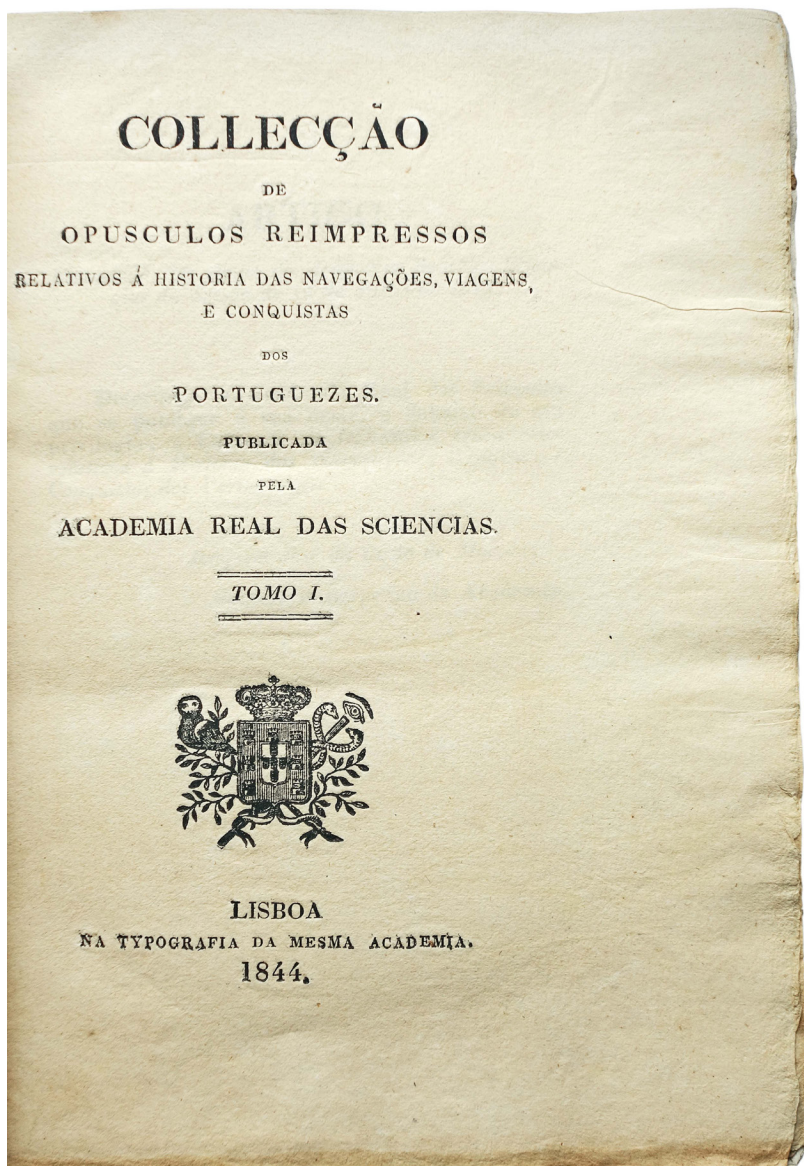 COLLECÇÃO
DE
OPUSCULOS REIMPRESSOS
RELATIVOS Á HISTORIA DAS NAVEGAÇÕES, VIAGENS,
E CONQUISTAS
DOS
PORTUGUEZES.
PUBLICADA
PELA
ACADEMIA REAL DAS SCIENCIAS.
TOMO I.
LISBOA
NA TYPOGRAFIA DA MESMA ACADEMIA.
1844.